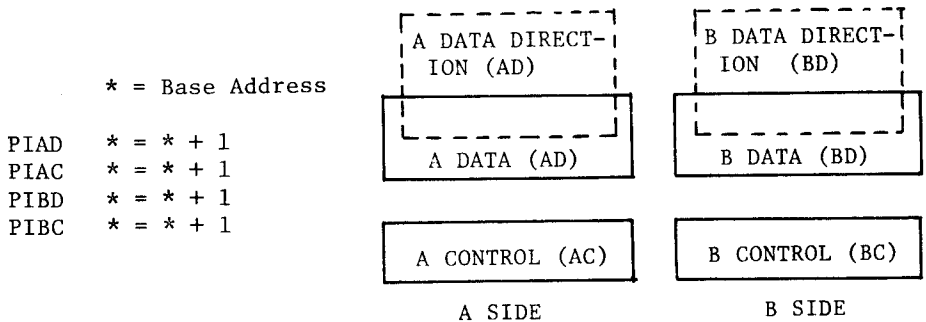 * = Base Address
PIAD * = * + 1
PIAC * = * + 1
PIBD * = * + 1
PIBC * = * + 1
A DATA DIRECT-
ION (AD)
A DATA (AD)
A CONTROL (AC)
A SIDE
B DATA DIRECT-
ION (BD)
B DATA (BD)
B CONTROL (BC)
B SIDE